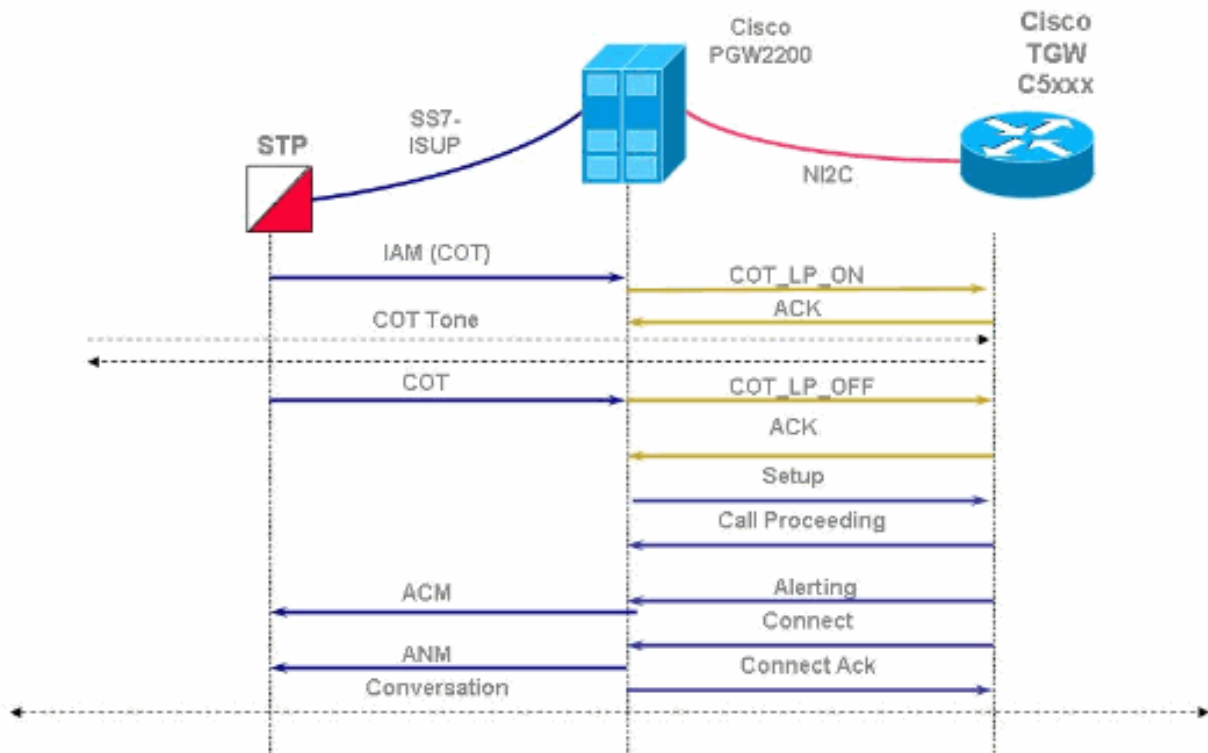 Cisco
PGW2200
Cisco
TGW
C5xxx
SS7-
ISUP
STP
NI2C
IAM (COT)
COT_LP_ON
ACK
COT Tone
COT
COT_LP_OFF
ACK
Setup
Call Proceeding
Alerting
ACM
Connect
ANM
Connect Ack
Conversation